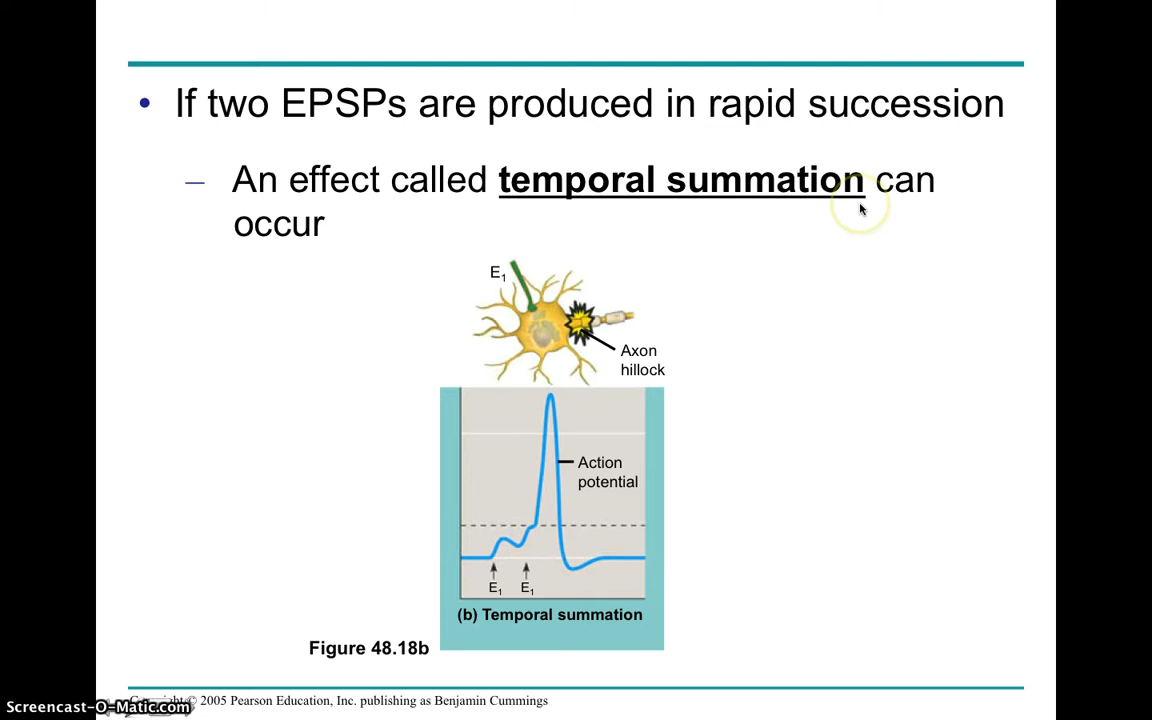 • If two EPSPs are produced in rapid succession
– An effect called temporal summation can
occur
E1
Axon
hillock
Action
potential
E1 E1
(b) Temporal summation
Figure 48.18b
Copyright © 2005 Pearson Education, Inc. publishing as Benjamin Cummings
Screencast-O-Matic.com